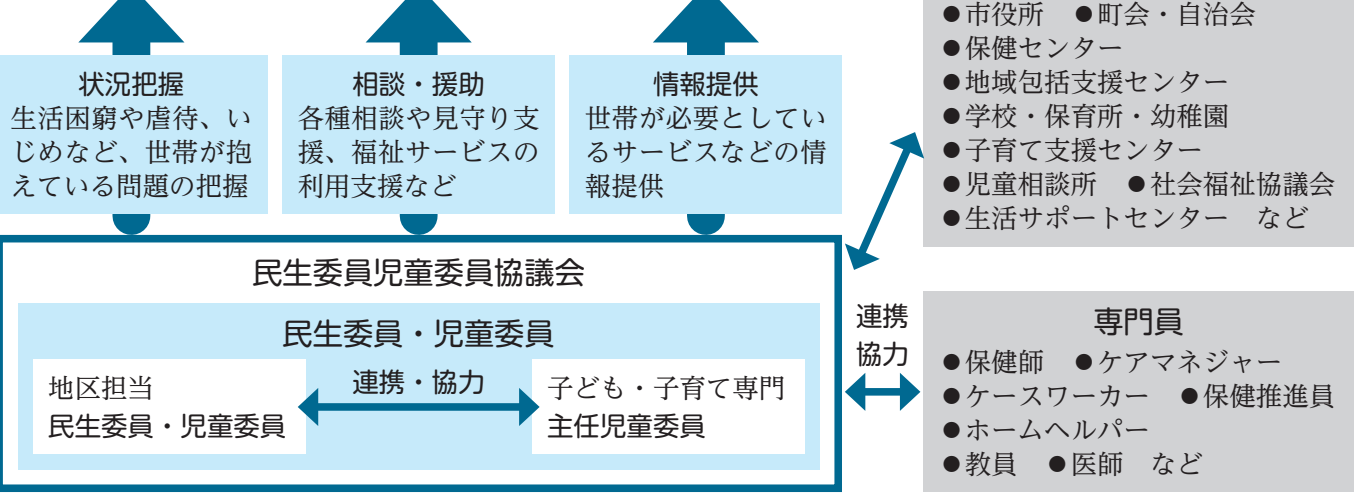 状況把握
生活困窮や虐待、い
じめなど、世帯が抱
えている問題の把握
相談・援助
各種相談や見守り支
援、福祉サービスの
利用支援など
情報提供
世帯が必要としてい
るサービスなどの情
報提供
●市役所　●町会・自治会
●保健センター
●地域包括支援センター
●学校・保育所・幼稚園
●子育て支援センター
●児童相談所　●社会福祉協議会
●生活サポートセンター　など
民生委員児童委員協議会
民生委員・児童委員
地区担当
民生委員・児童委員
連携・協力
子ども・子育て専門
主任児童委員
連携
協力
専門員
●保健師　●ケアマネジャー
●ケースワーカー　●保健推進員
●ホームヘルパー
●教員　●医師　など